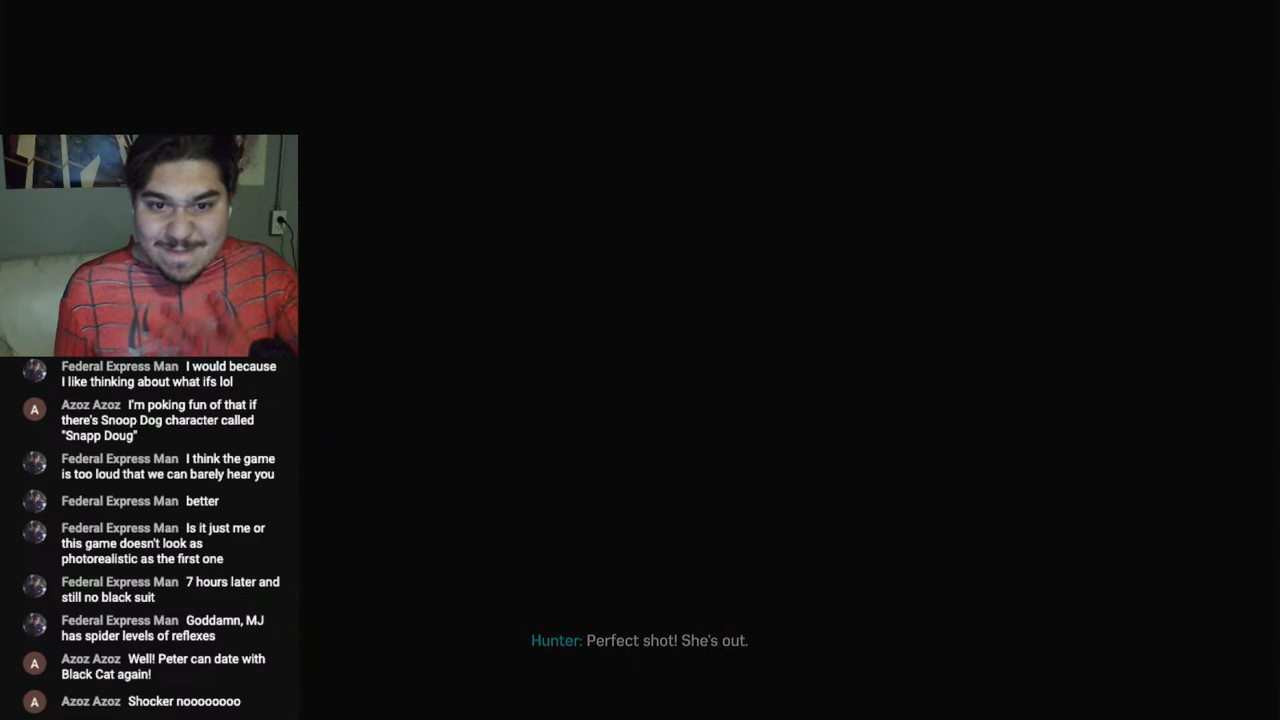 Federal Express Man I would because
I like thinking about what ifs lol
A Azoz Azoz I'm poking fun of that if
there's Snoop Dog character called
"Snapp Doug"
Federal Express Man I think the game
is too loud that we can barely hear you
Federal Express Man better
Federal Express Man Is it just me or
this game doesn't look as
photorealistic as the first one
Federal Express Man 7 hours later and
still no black suit
Federal Express Man Goddamn, MJ
has spider levels of reflexes
A Azoz Azoz Well! Peter can date with
Black Cat again!
A Azoz Azoz Shocker noooooooo
Hunter: Perfect shot! She's out.